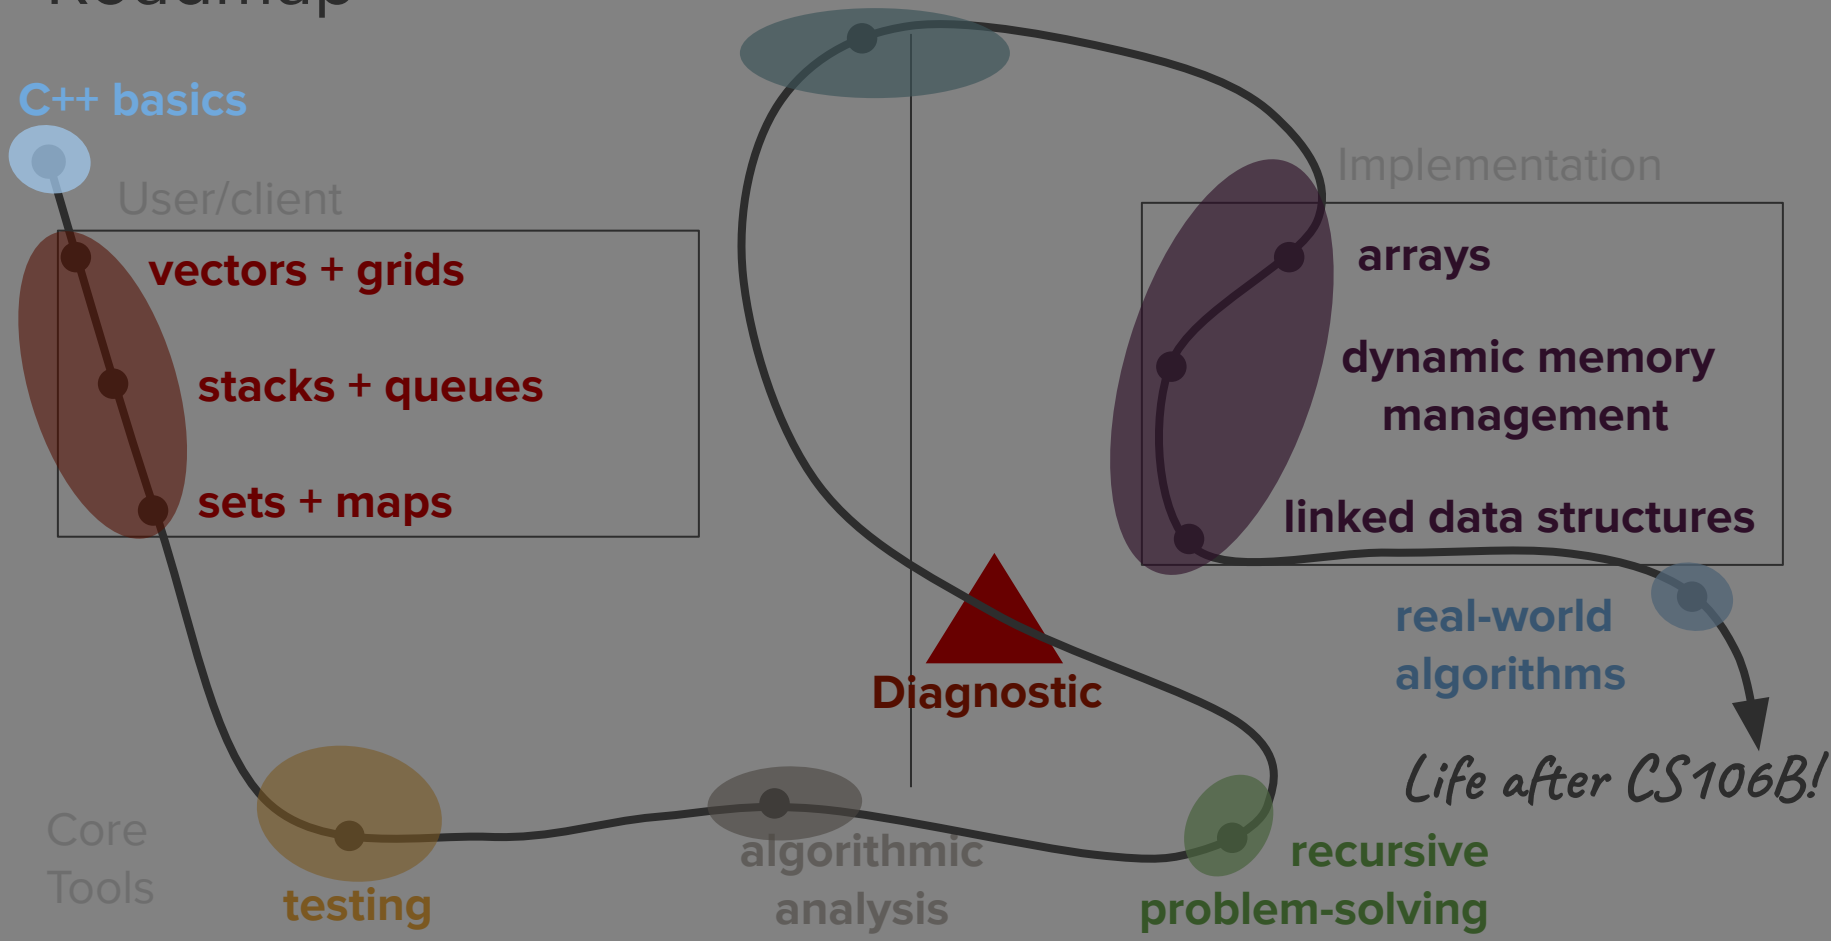 Roadmap
C++ basics
User/client
vectors + grids
stacks + queues
sets + maps
Core
Tools
testing
algorithmic
analysis
Diagnostic
recursive
problem-solving
Implementation
arrays
dynamic memory
management
linked data structures
real-world
algorithms
Life after CS106B!